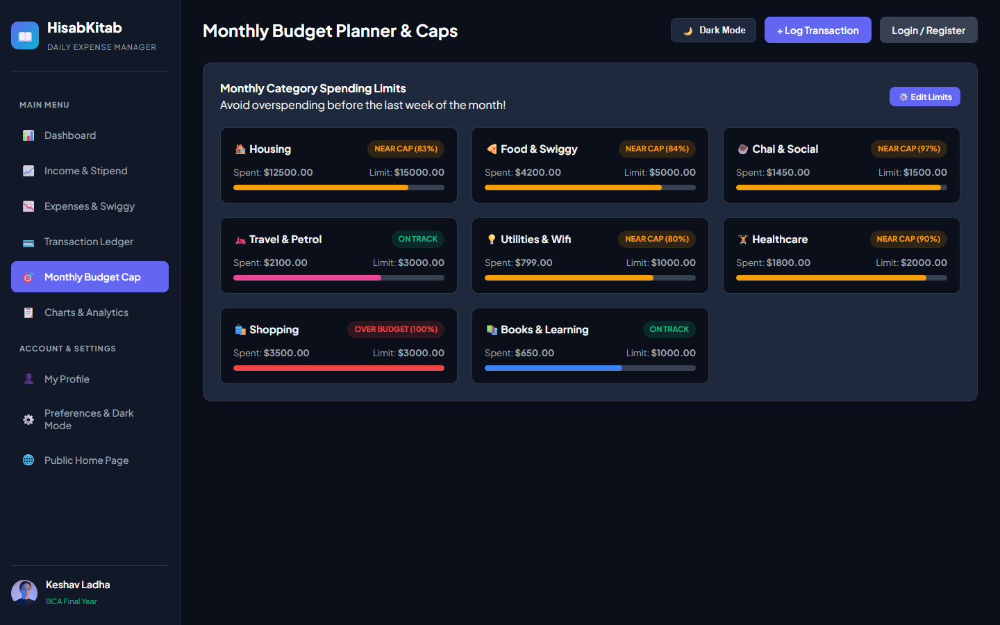 HisabKitab
DAILY EXPENSE MANAGER
MAIN MENU
Dashboard
Income & Stipend
Expenses & Swiggy
Transaction Ledger
Monthly Budget Cap
Charts & Analytics
ACCOUNT & SETTINGS
My Profile
Preferences & Dark
Mode
Public Home Page
Keshav Ladha
BCA Final Year
Monthly Budget Planner & Caps
Dark Mode
+ Log Transaction
Login / Register
Monthly Category Spending Limits
Avoid overspending before the last week of the month!
Edit Limits
Housing
NEAR CAP (83%)
Spent: $12500.00
Limit: $15000.00
Food & Swiggy
NEAR CAP (84%)
Spent: $4200.00
Limit: $5000.00
Chai & Social
NEAR CAP (97%)
Spent: $1450.00
Limit: $1500.00
Travel & Petrol
ON TRACK
Spent: $2100.00
Limit: $3000.00
Utilities & Wifi
NEAR CAP (80%)
Spent: $799.00
Limit: $1000.00
Healthcare
NEAR CAP (90%)
Spent: $1800.00
Limit: $2000.00
Shopping
OVER BUDGET (100%)
Spent: $3500.00
Limit: $3000.00
Books & Learning
ON TRACK
Spent: $650.00
Limit: $1000.00